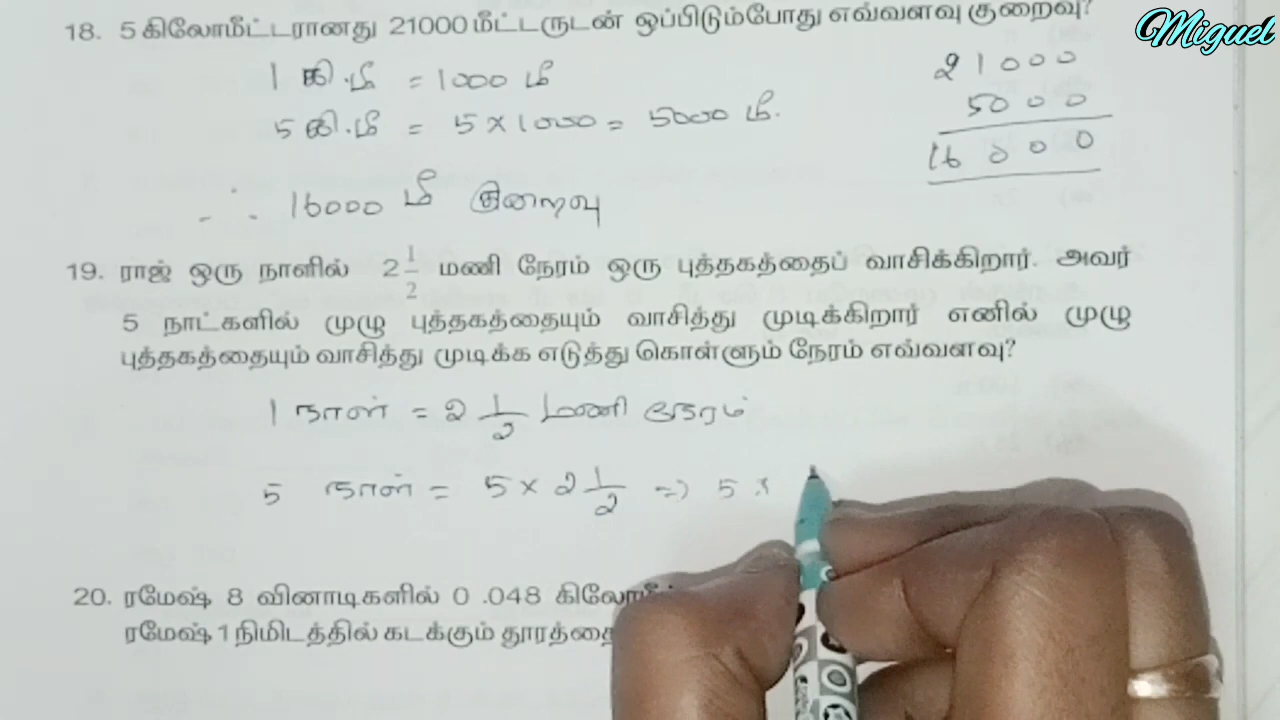 Miguel
18. 5 கிலோமீட்டரானது 21000 மீட்டருடன் ஒப்பிடும்போது எவ்வளவு குறைவு?
1 கி.மீ = 1000 மீ
5 கி.மீ = 5 × 1000 = 5000 மீ.
21000
5000
16000
∴ 16000 மீ குறைவு
19. ராஜ் ஒரு நாளில் 2 1/2 மணி நேரம் ஒரு புத்தகத்தைப் வாசிக்கிறார். அவர்
5 நாட்களில் முழு புத்தகத்தையும் வாசித்து முடிக்கிறார் எனில் முழு
புத்தகத்தையும் வாசித்து முடிக்க எடுத்து கொள்ளும் நேரம் எவ்வளவு?
1 நாள் = 2 1/2 மணி நேரம்
5 நாள் = 5 × 2 1/2 => 5 ×
20. ரமேஷ் 8 வினாடிகளில் 0 .048
ரமேஷ் 1 நிமிடத்தில் கடக்கும்